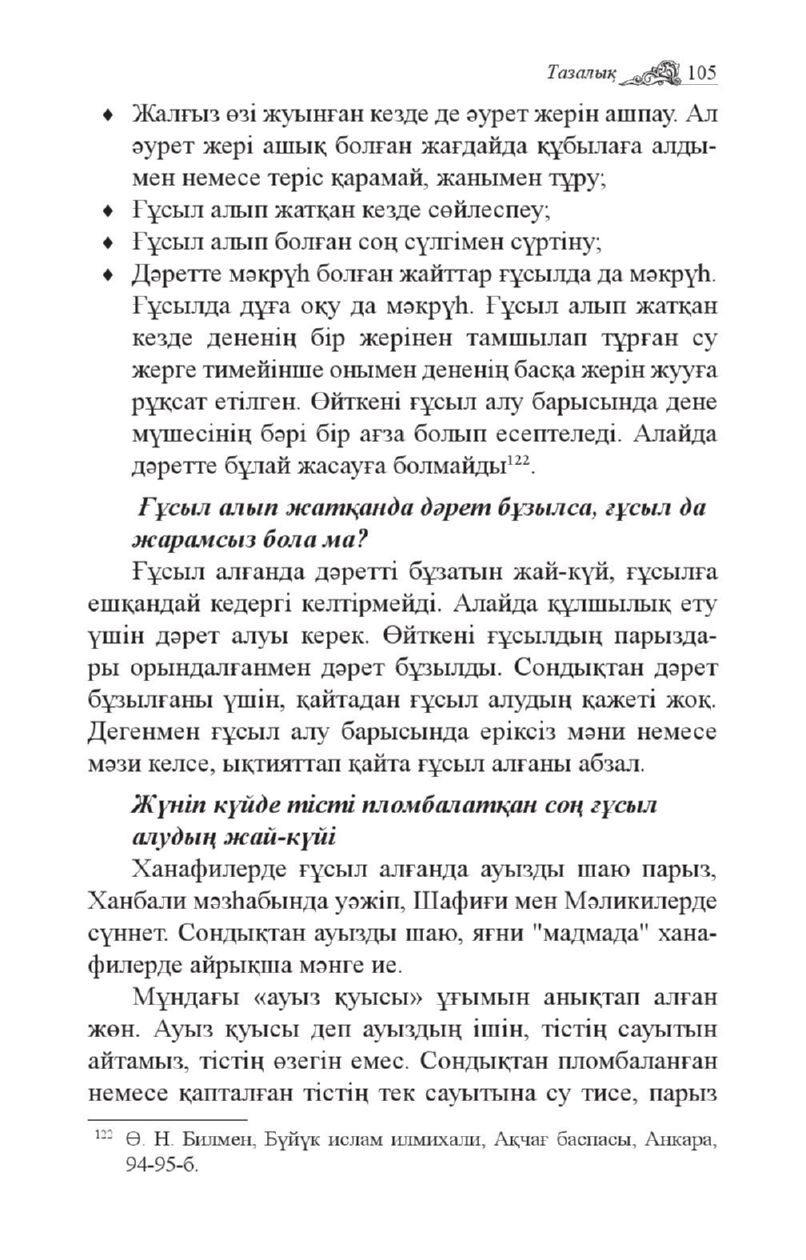 Тазалық 105
♦ Жалғыз өзі жуынған кезде де әурет жерін ашпау. Ал
әурет жері ашық болған жағдайда құбылаға алды-
мен немесе теріс қарамай, жанымен тұру;
♦ Ғұсыл алып жатқан кезде сөйлеспеу;
♦ Ғұсыл алып болған соң сүлгімен сүртіну;
♦ Дәретте мәкрүһ болған жайттар ғұсылда да мәкрүһ.
Ғұсылда дұға оқу да мәкрүһ. Ғұсыл алып жатқан
кезде дененің бір жерінен тамшылап тұрған су
жерге тимейінше онымен дененің басқа жерін жууға
рұқсат етілген. Өйткені ғұсыл алу барысында дене
мүшесінің бәрі бір ағза болып есептеледі. Алайда
дәретте бұлай жасауға болмайды¹²².
Ғұсыл алып жатқанда дәрет бұзылса, ғұсыл да
жарамсыз бола ма?
Ғұсыл алғанда дәретті бұзатын жай-күй, ғұсылға
ешқандай кедергі келтірмейді. Алайда құлшылық ету
үшін дәрет алуы керек. Өйткені ғұсылдың парызда-
ры орындалғанмен дәрет бұзылды. Сондықтан дәрет
бұзылғаны үшін, қайтадан ғұсыл алудың қажеті жоқ.
Дегенмен ғұсыл алу барысында еріксіз мәни немесе
мәзи келсе, ықтияттап қайта ғұсыл алғаны абзал.
Жүніп күйде тісті пломбалатқан соң ғұсыл
алудың жай-күйі
Ханафилерде ғұсыл алғанда ауызды шаю парыз,
Ханбали мәзһабында уәжіп, Шафиғи мен Мәликилерде
сүннет. Сондықтан ауызды шаю, яғни "мадмада" хана-
филерде айрықша мәнге ие.
Мұндағы «ауыз қуысы» ұғымын анықтап алған
жөн. Ауыз қуысы деп ауыздың ішін, тістің сауытын
айтамыз, тістің өзегін емес. Сондықтан пломбаланған
немесе қапталған тістің тек сауытына су тисе, парыз
¹²² Ө. Н. Билмен, Бүйүк ислам илмихали, Ақчағ баспасы, Анкара,
94-95-б.